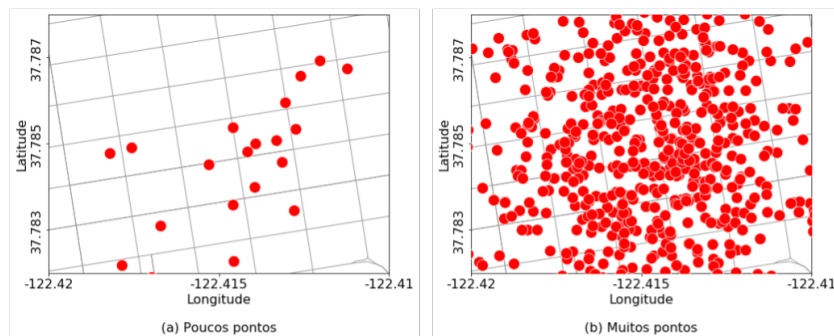 37.787
37.785
37.783
Latitude
-122.42
-122.415
-122.41
Longitude
(a) Poucos pontos
37.787
37.785
37.783
Latitude
-122.42
-122.415
-122.41
Longitude
(b) Muitos pontos